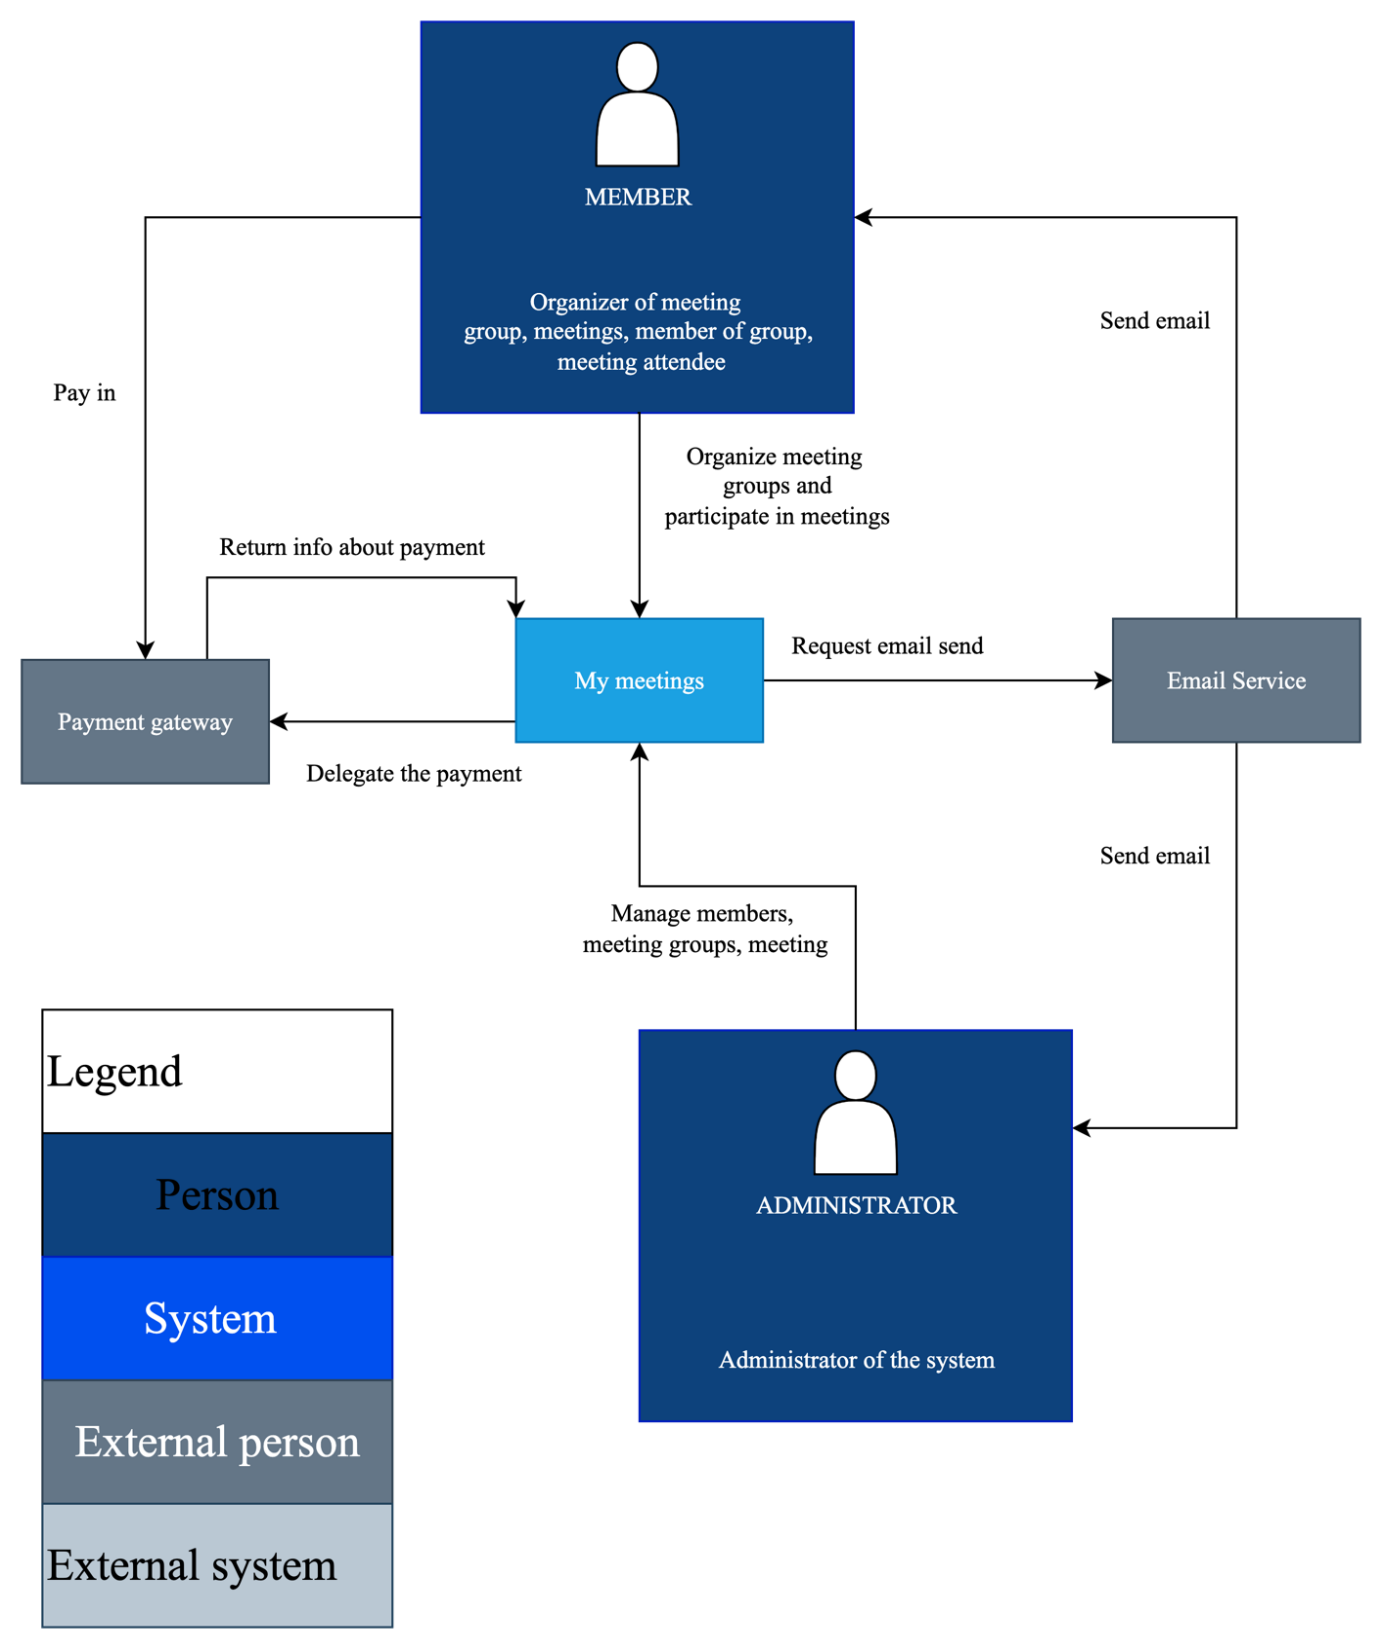 MEMBER
Organizer of meeting
group, meetings, member of group,
meeting attendee
Send email
Pay in
Organize meeting
groups and
participate in meetings
Return info about payment
Request email send
My meetings
Email Service
Payment gateway
Delegate the payment
Send email
Manage members,
meeting groups, meeting
ADMINISTRATOR
Administrator of the system
Legend
Person
System
External person
External system